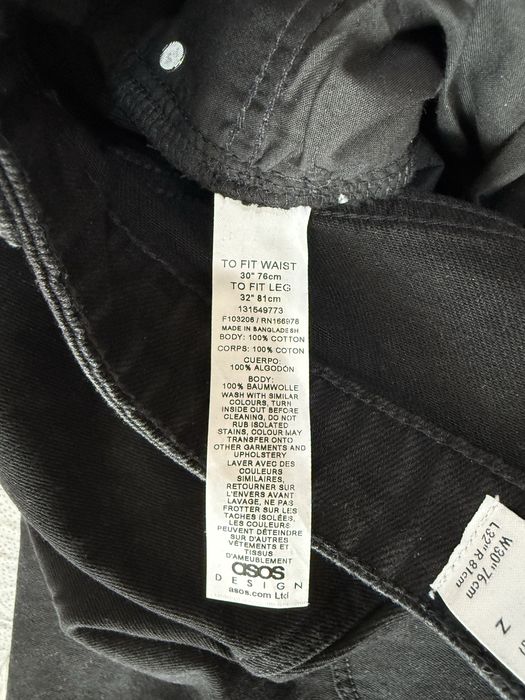 TO FIT WAIST
30" 76cm
TO FIT LEG
32" 81cm
131549773
F103206 / RN166978
MADE IN BANGLADESH
BODY: 100% COTTON
CORPS: 100% COTON
CUERPO:
100% ALGODÓN
BODY:
100% BAUMWOLLE
WASH WITH SIMILAR
COLOURS, TURN
INSIDE OUT BEFORE
CLEANING, DO NOT
RUB ISOLATED
STAINS, COLOUR MAY
TRANSFER ONTO
OTHER GARMENTS AND
UPHOLSTERY
LAVER AVEC DES
COULEURS
SIMILAIRES,
RETOURNER SUR
L'ENVERS AVANT
LAVAGE, NE PAS
FROTTER SUR LES
TACHES ISOLÉES,
LES COULEURS
PEUVENT DÉTEINDRE
SUR D'AUTRES
VÊTEMENTS ET
TISSUS
D'AMEUBLEMENT
asos
DESIGN
asos.com Ltd
W30"76cm
L32"R81cm